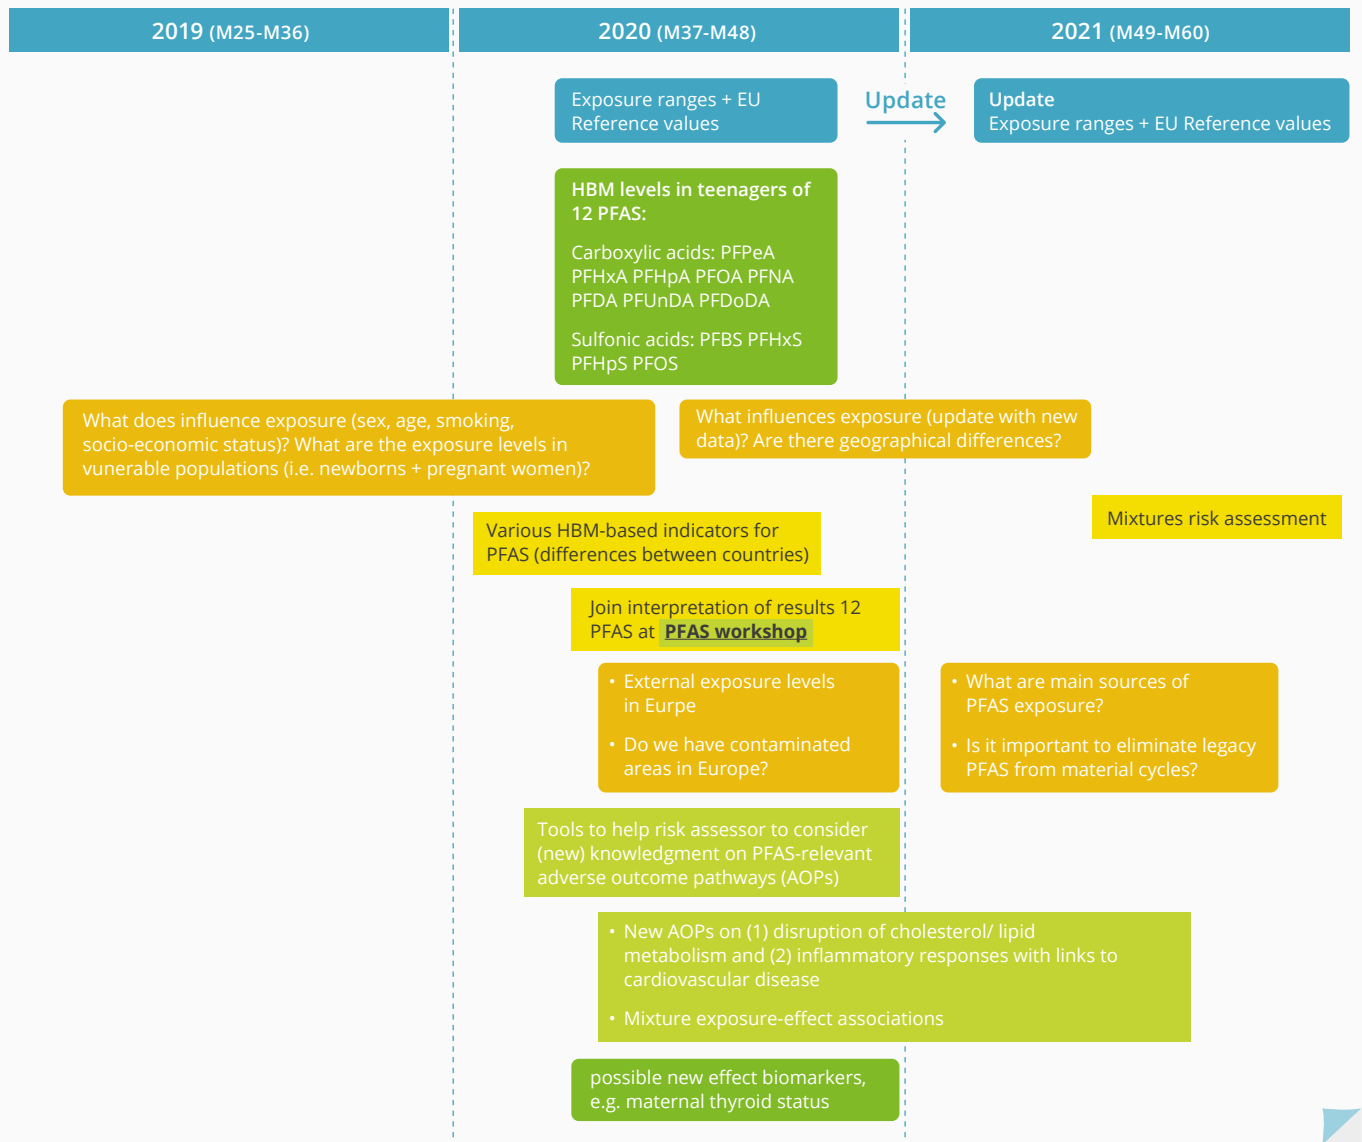 2019 (M25-M36)
2020 (M37-M48)
2021 (M49-M60)
Exposure ranges + EU
Reference values
Update
Update
Exposure ranges + EU Reference values
HBM levels in teenagers of
12 PFAS:
Carboxylic acids: PFPeA
PFHxA PFHpA PFOA PFNA
PFDA PFUnDA PFDoDA
Sulfonic acids: PFBS PFHxS
PFHpS PFOS
What does influence exposure (sex, age, smoking,
socio-economic status)? What are the exposure levels in
vunerable populations (i.e. newborns + pregnant women)?
What influences exposure (update with new
data)? Are there geographical differences?
Mixtures risk assessment
Various HBM-based indicators for
PFAS (differences between countries)
Join interpretation of results 12
PFAS at PFAS workshop
• External exposure levels
in Eurpe
• Do we have contaminated
areas in Europe?
• What are main sources of
PFAS exposure?
• Is it important to eliminate legacy
PFAS from material cycles?
Tools to help risk assessor to consider
(new) knowledgment on PFAS-relevant
adverse outcome pathways (AOPs)
• New AOPs on (1) disruption of cholesterol/ lipid
metabolism and (2) inflammatory responses with links to
cardiovascular disease
• Mixture exposure-effect associations
possible new effect biomarkers,
e.g. maternal thyroid status